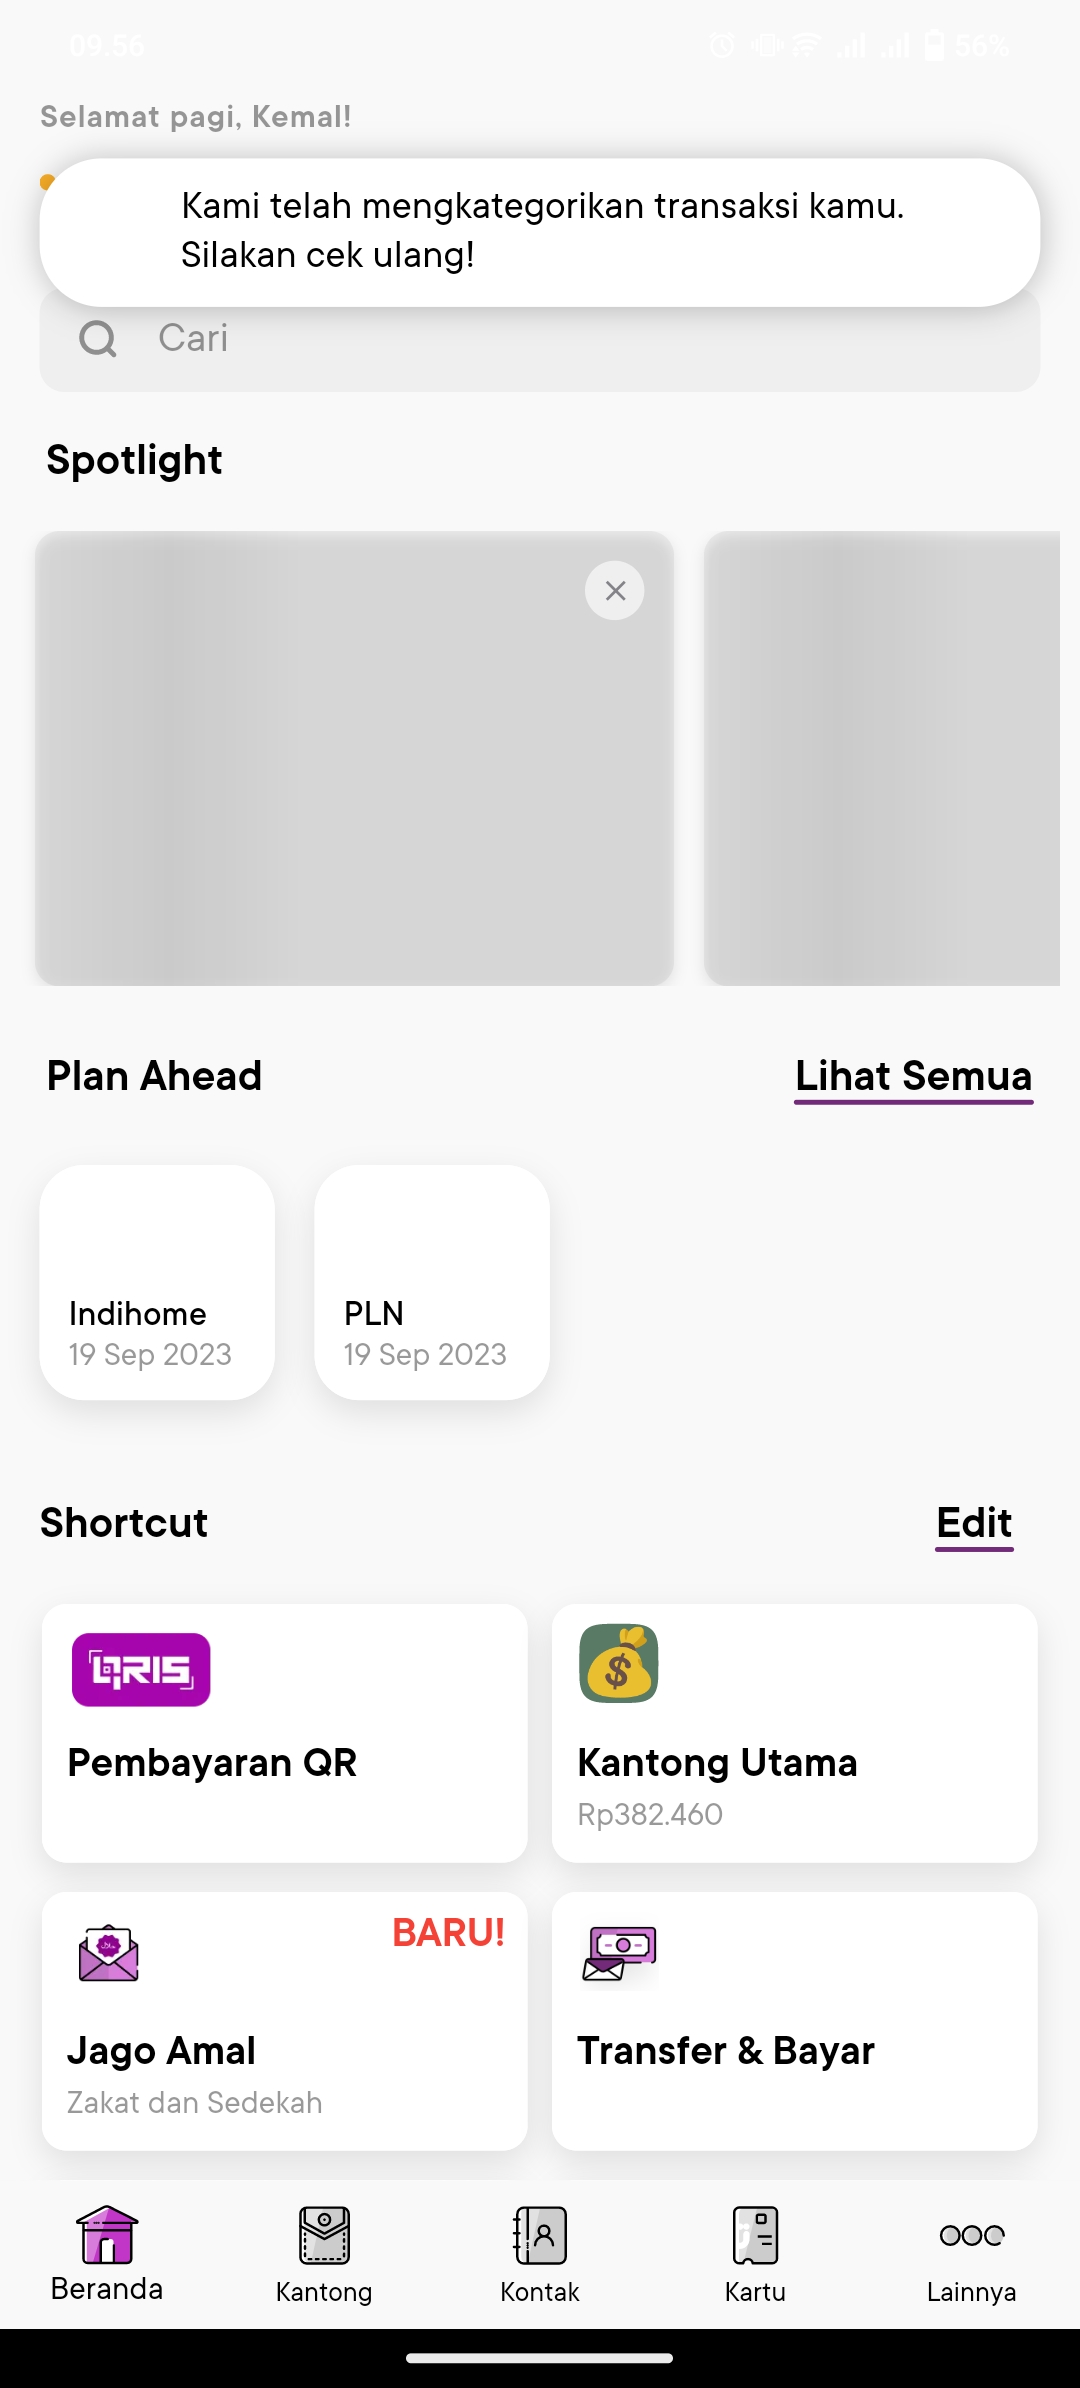 09.56
56%
Selamat pagi, Kemal!
Kami telah mengkategorikan transaksi kamu.
Silakan cek ulang!
Cari
Spotlight
Plan Ahead
Lihat Semua
Indihome
19 Sep 2023
PLN
19 Sep 2023
Shortcut
Edit
QRIS
Pembayaran QR
$
Kantong Utama
Rp382.460
BARU!
Jago Amal
Zakat dan Sedekah
Transfer & Bayar
Beranda
Kantong
Kontak
Kartu
Lainnya